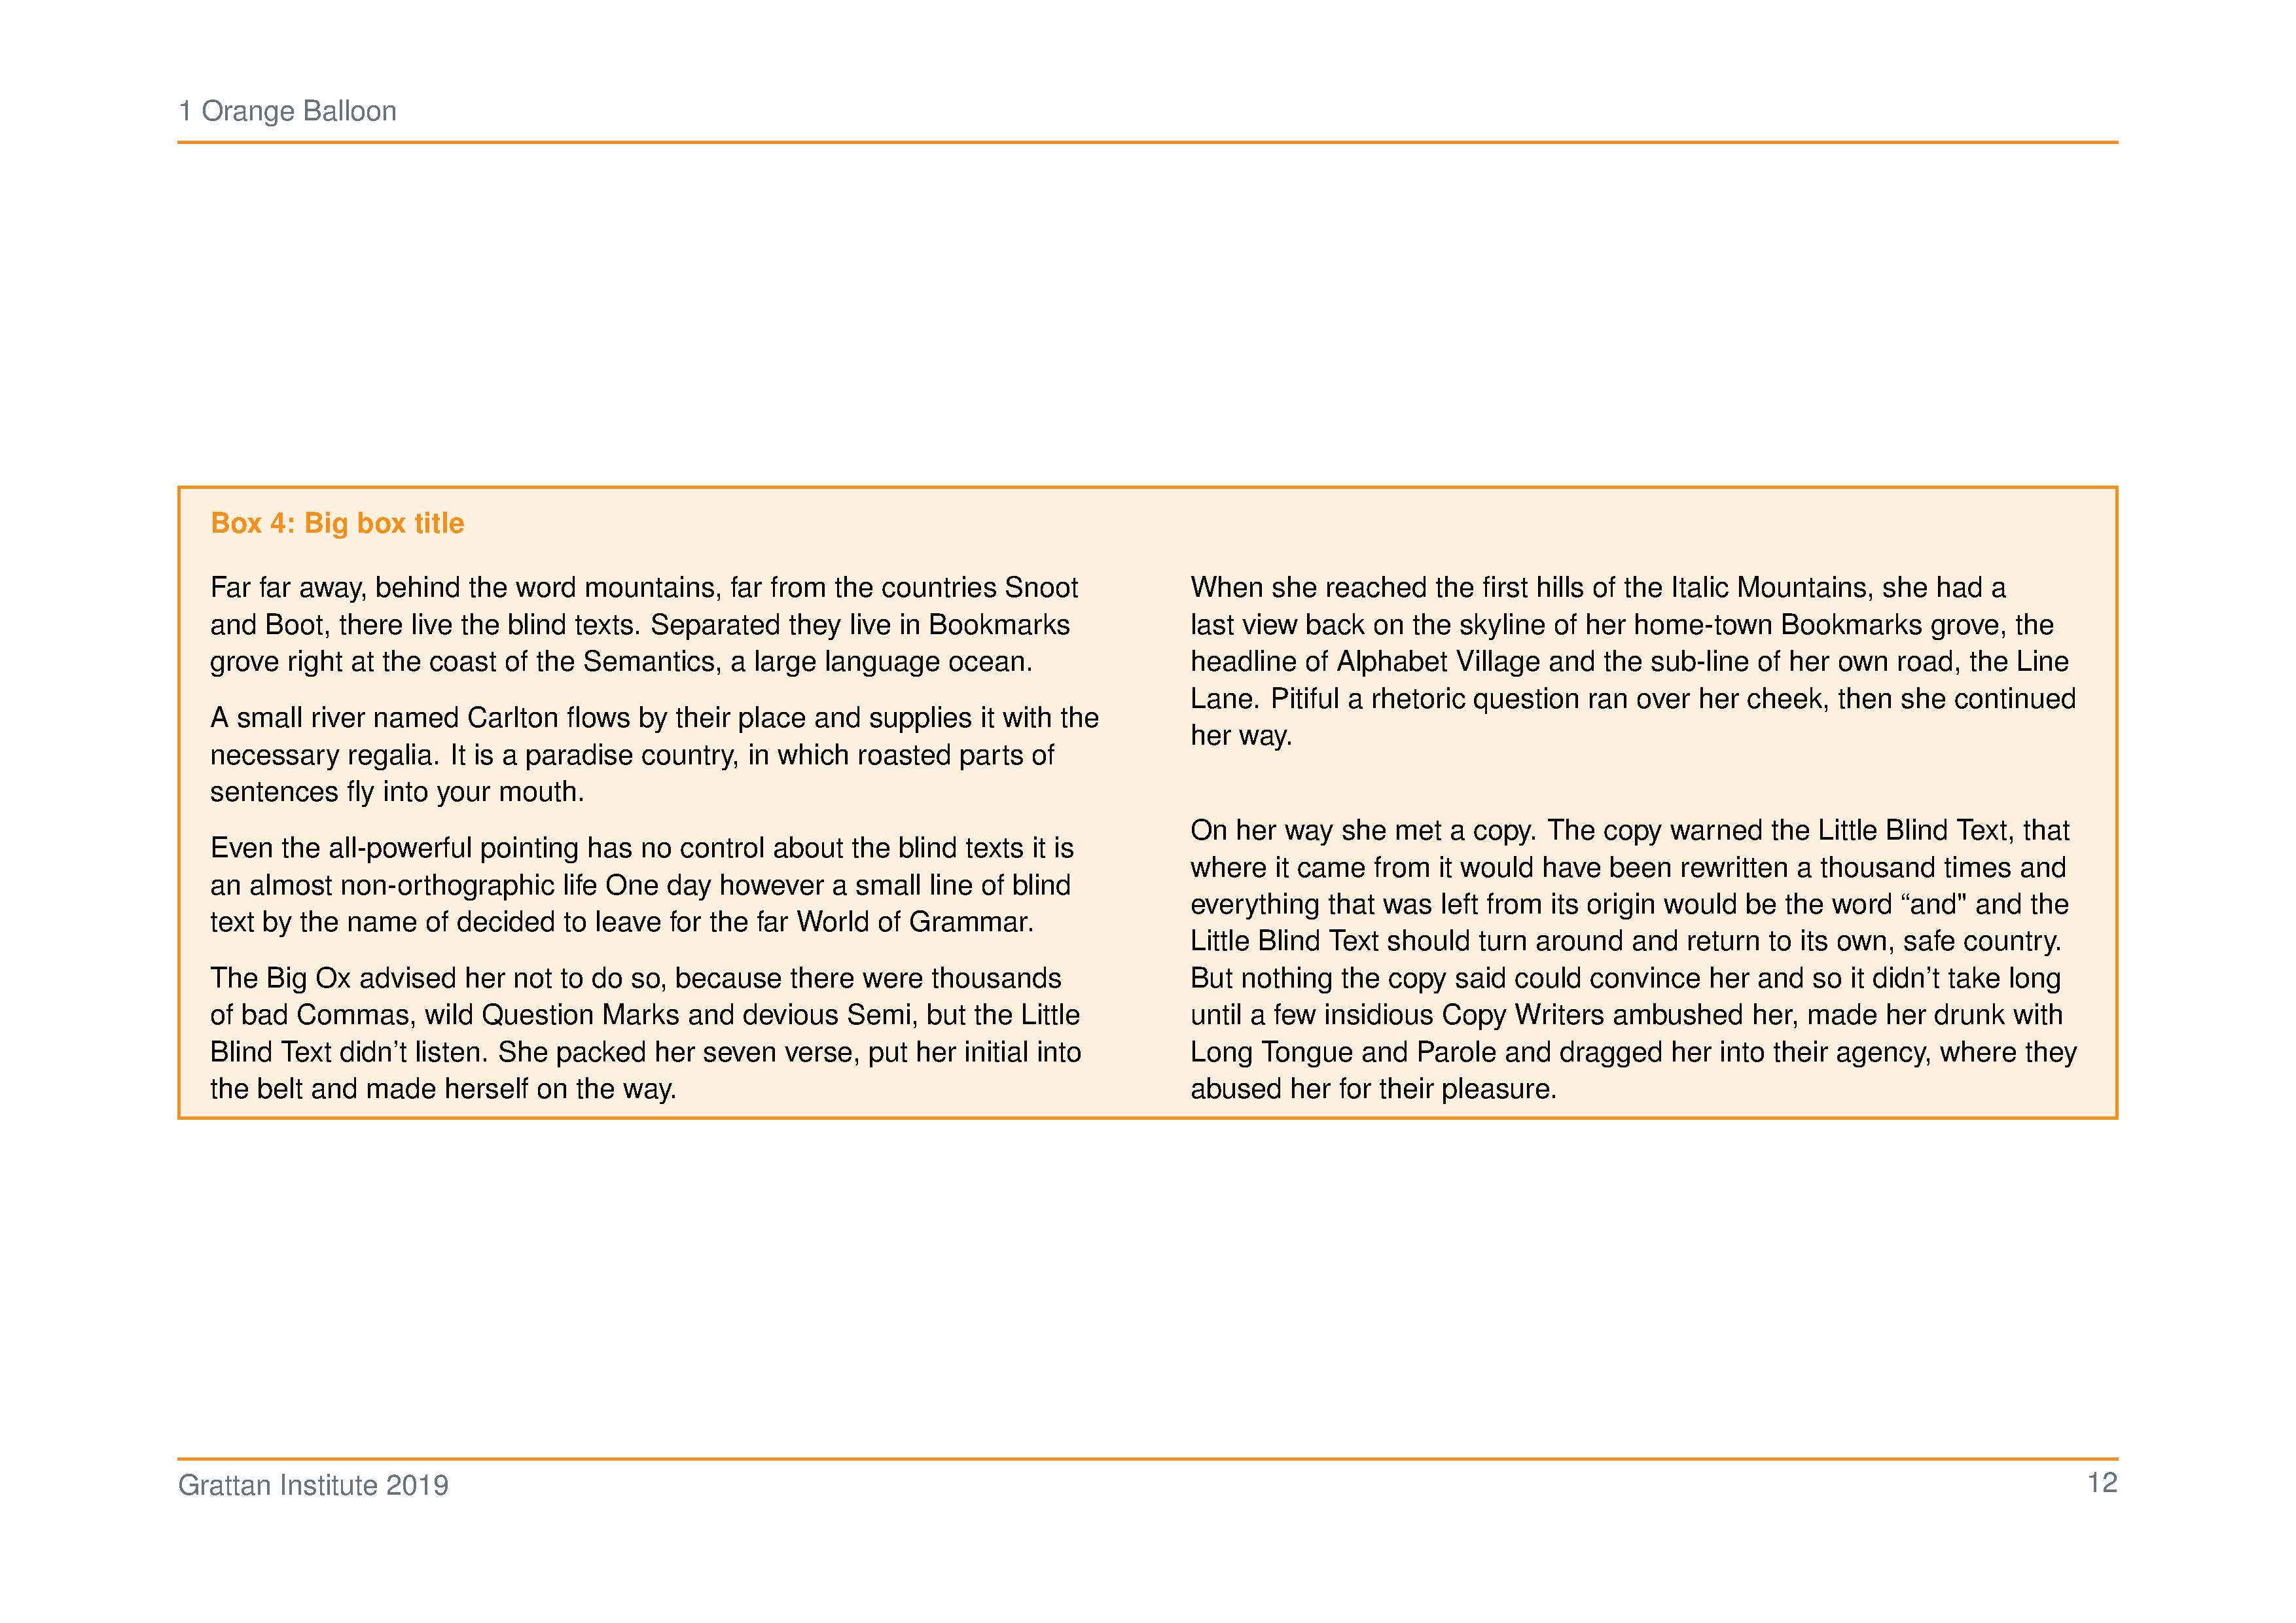 1 Orange Balloon
Box 4: Big box title
Far far away, behind the word mountains, far from the countries Snoot
and Boot, there live the blind texts. Separated they live in Bookmarks
grove right at the coast of the Semantics, a large language ocean.
A small river named Carlton flows by their place and supplies it with the
necessary regalia. It is a paradise country, in which roasted parts of
sentences fly into your mouth.
Even the all-powerful pointing has no control about the blind texts it is
an almost non-orthographic life One day however a small line of blind
text by the name of decided to leave for the far World of Grammar.
The Big Ox advised her not to do so, because there were thousands
of bad Commas, wild Question Marks and devious Semi, but the Little
Blind Text didn’t listen. She packed her seven verse, put her initial into
the belt and made herself on the way.
When she reached the first hills of the Italic Mountains, she had a
last view back on the skyline of her home-town Bookmarks grove, the
headline of Alphabet Village and the sub-line of her own road, the Line
Lane. Pitiful a rhetoric question ran over her cheek, then she continued
her way.
On her way she met a copy. The copy warned the Little Blind Text, that
where it came from it would have been rewritten a thousand times and
everything that was left from its origin would be the word “and" and the
Little Blind Text should turn around and return to its own, safe country.
But nothing the copy said could convince her and so it didn’t take long
until a few insidious Copy Writers ambushed her, made her drunk with
Long Tongue and Parole and dragged her into their agency, where they
abused her for their pleasure.
Grattan Institute 2019
12